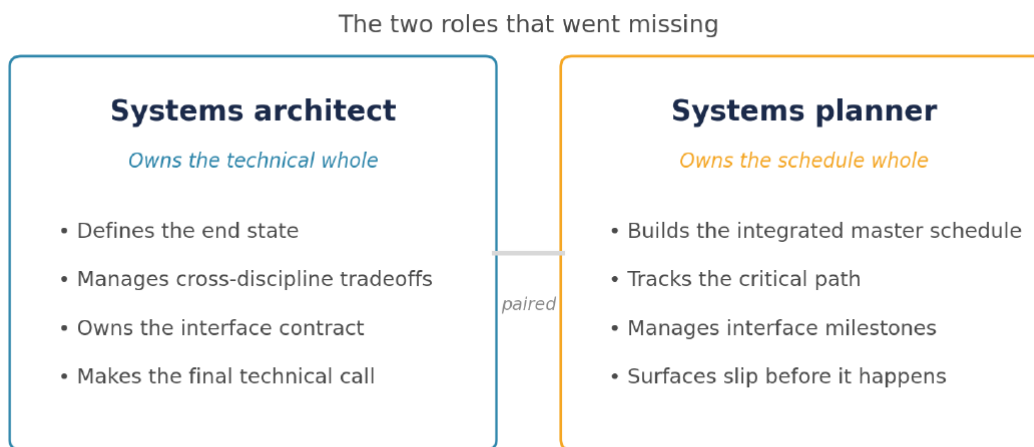 The two roles that went missing
Systems architect
Owns the technical whole
• Defines the end state
• Manages cross-discipline tradeoffs
• Owns the interface contract
• Makes the final technical call
paired
Systems planner
Owns the schedule whole
• Builds the integrated master schedule
• Tracks the critical path
• Manages interface milestones
• Surfaces slip before it happens